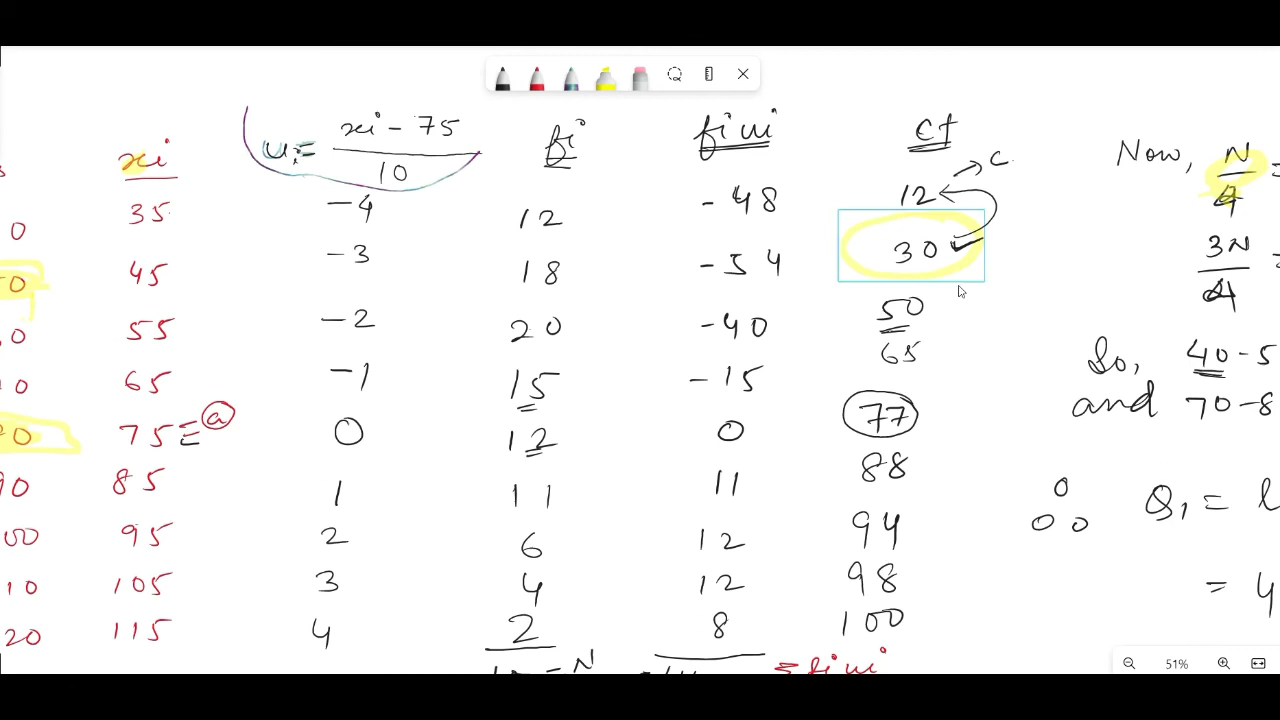 xi ui = xi - 75 / 10 fi fiui cf Now, N/4 =
0 35 -4 12 -48 12 → c
0 45 -3 18 -54 30 3N/4 =
0 55 -2 20 -40 50
0 65 -1 15 -15 65 So, 40-5
70 75 = a 0 12 0 77 and 70-8
90 85 1 11 11 88
00 95 2 6 12 94 Q1 = l
10 105 3 4 12 98 = 4
20 115 4 2 8 100
= N = fiui
51%